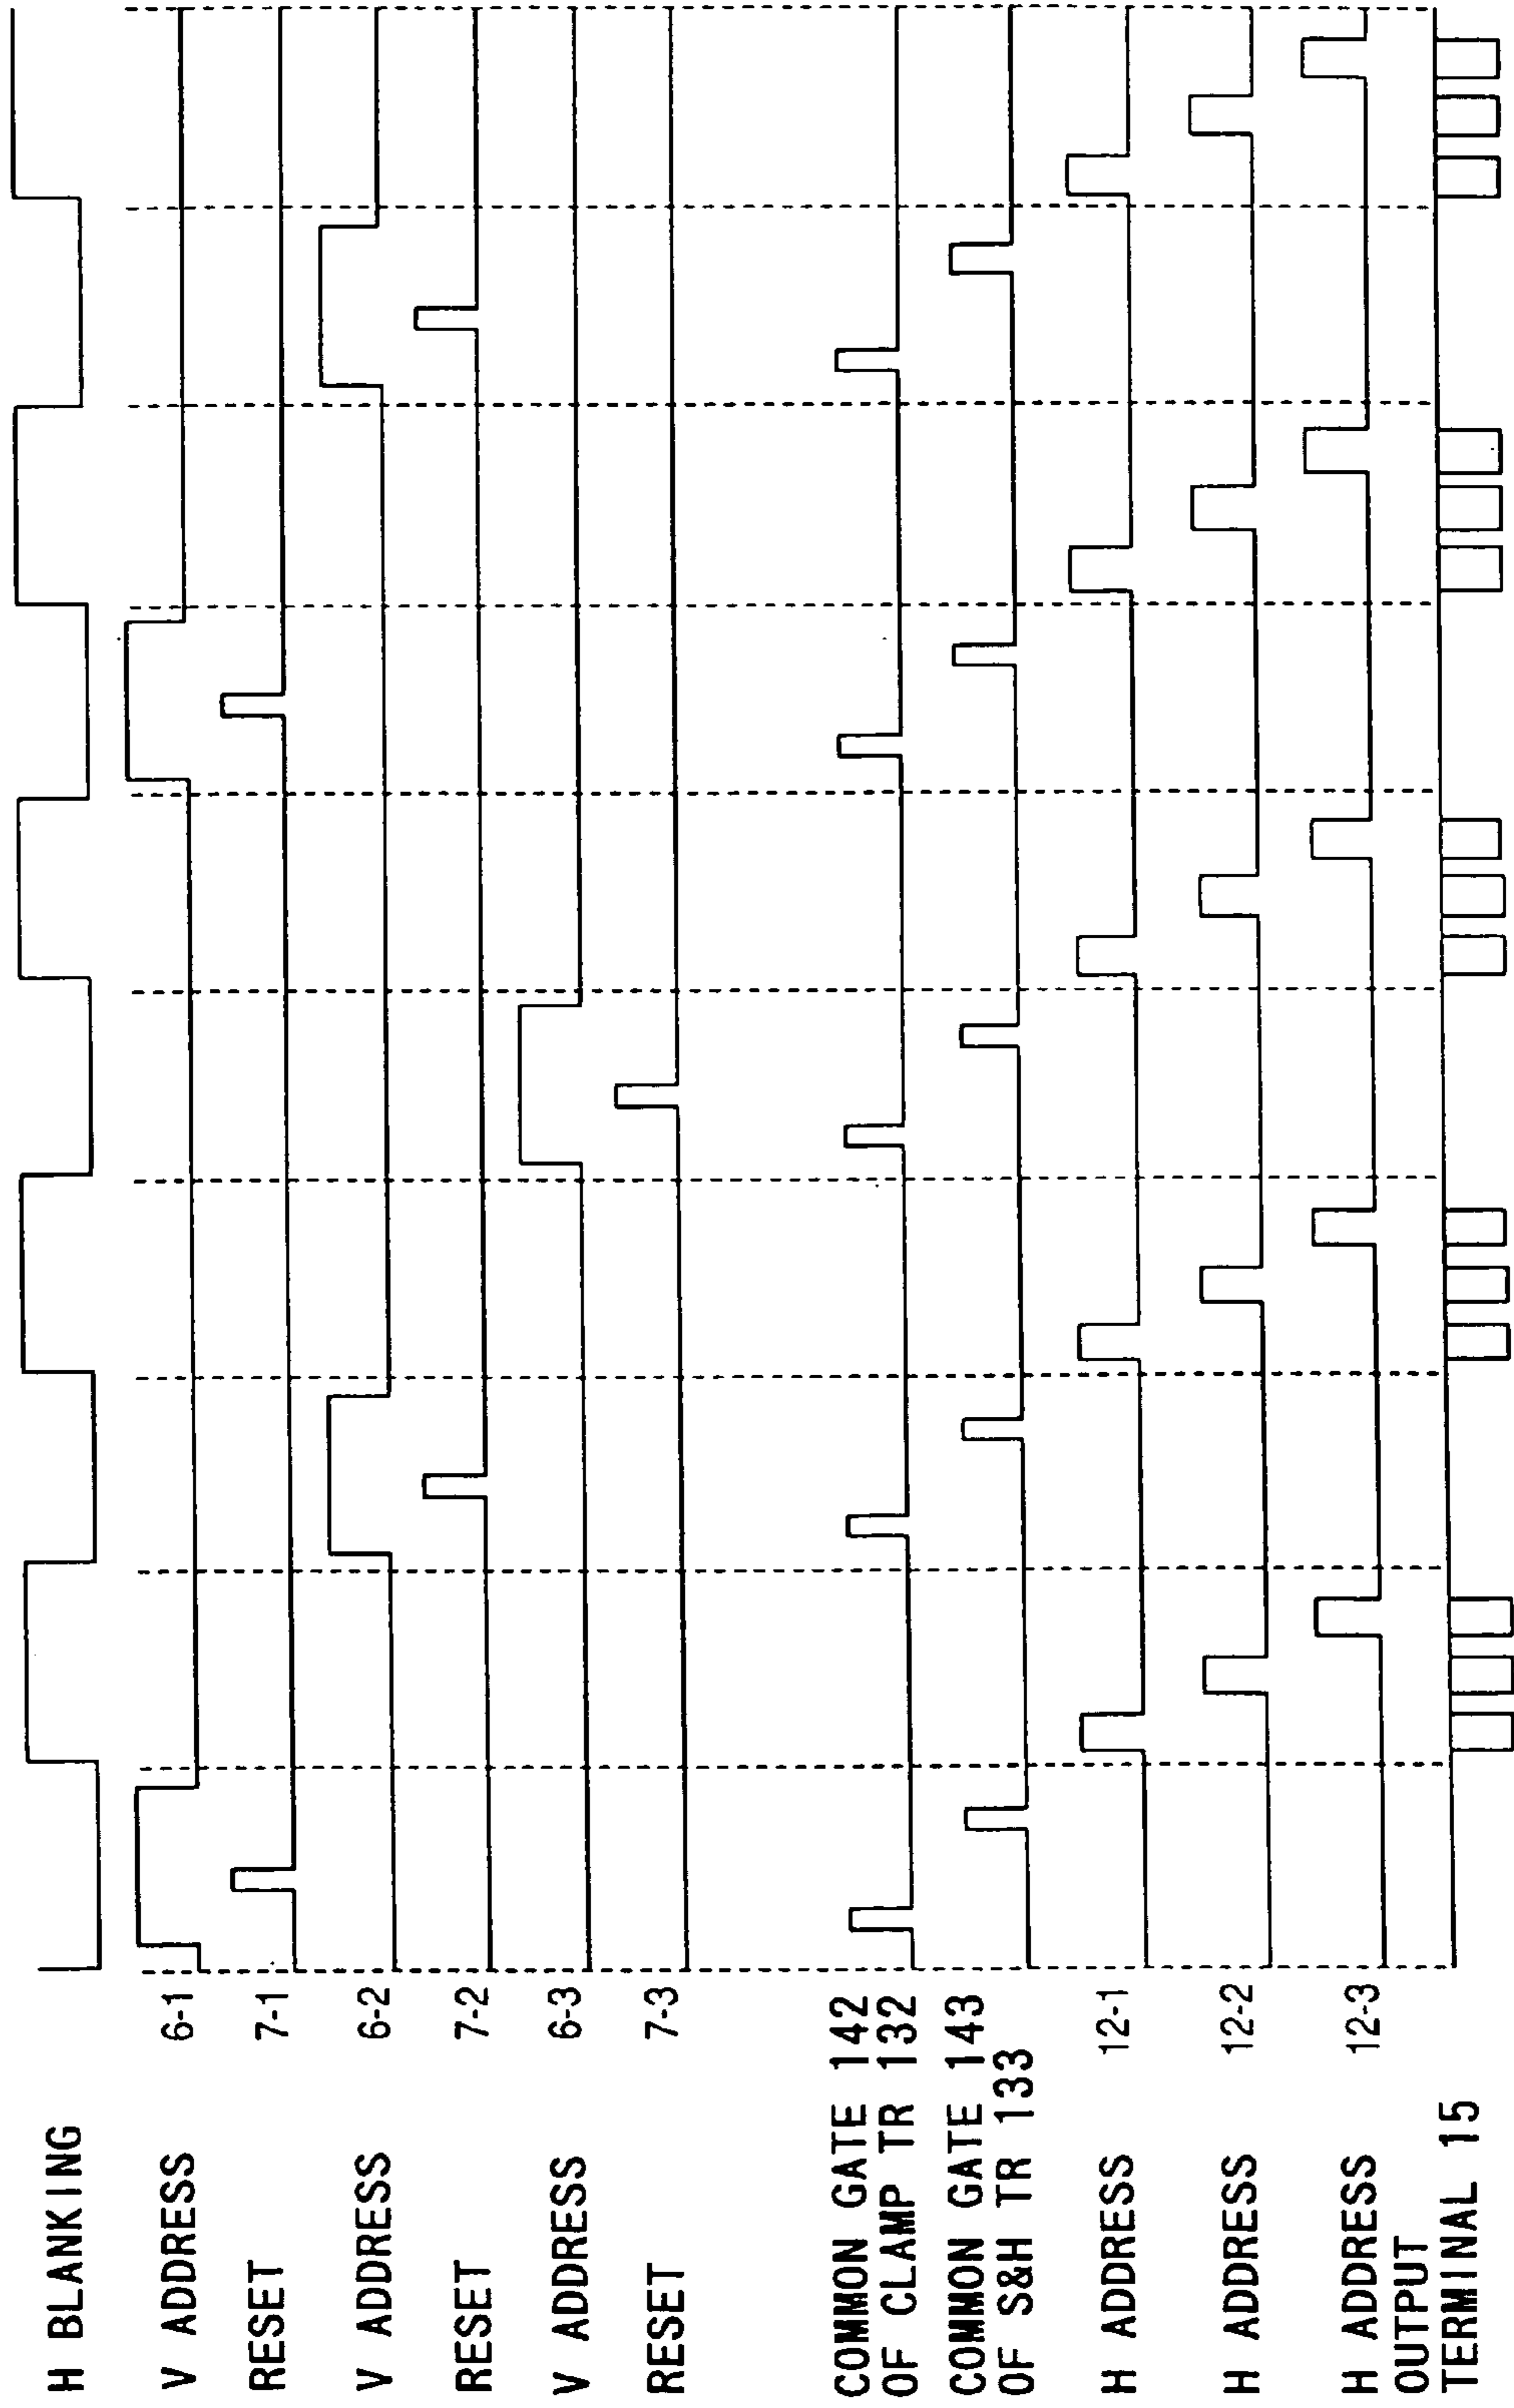 H BLANKING
V ADDRESS 6-1
RESET 7-1
V ADDRESS 6-2
RESET 7-2
V ADDRESS 6-3
RESET 7-3
COMMON GATE 142
OF CLAMP TR 132
COMMON GATE 143
OF S&H TR 133
H ADDRESS 12-1
H ADDRESS 12-2
H ADDRESS 12-3
OUTPUT
TERMINAL 15